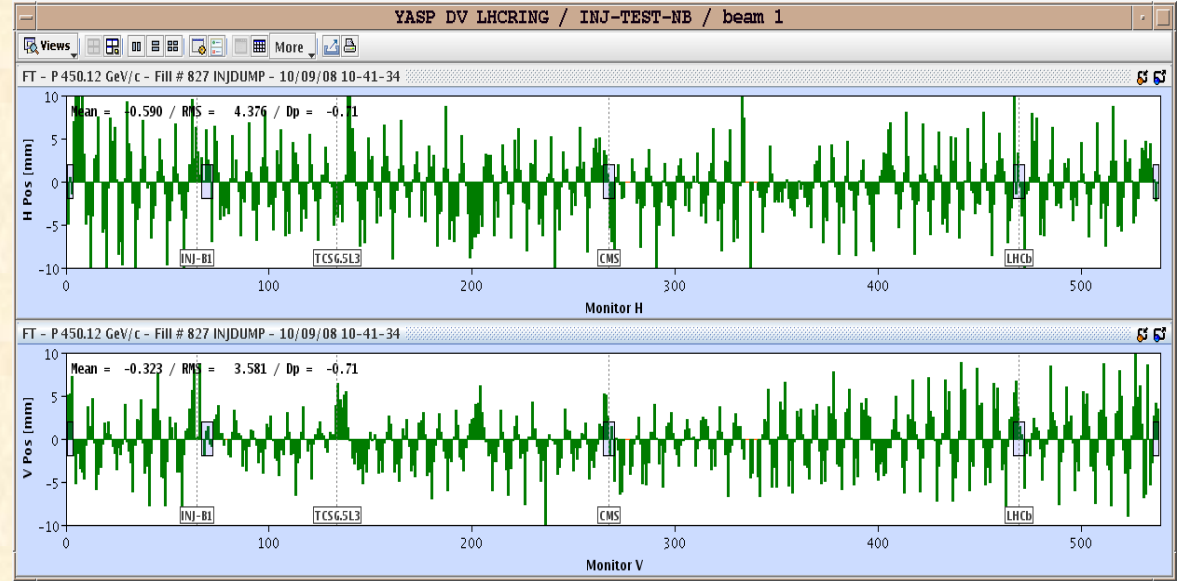 YASP DV LHCRING / INJ-TEST-NB / beam 1
Views More
FT - P 450.12 GeV/c - Fill # 827 INJDUMP - 10/09/08 10-41-34
Mean = -0.590 / RMS = 4.376 / Dp = -0.71
H Pos [mm]
10
5
0
-5
-10
INJ-B1 TCSG.5L3 CMS LHCb
0 100 200 300 400 500
Monitor H
FT - P 450.12 GeV/c - Fill # 827 INJDUMP - 10/09/08 10-41-34
Mean = -0.323 / RMS = 3.581 / Dp = -0.71
V Pos [mm]
10
5
0
-5
-10
INJ-B1 TCSG.5L3 CMS LHCb
0 100 200 300 400 500
Monitor V